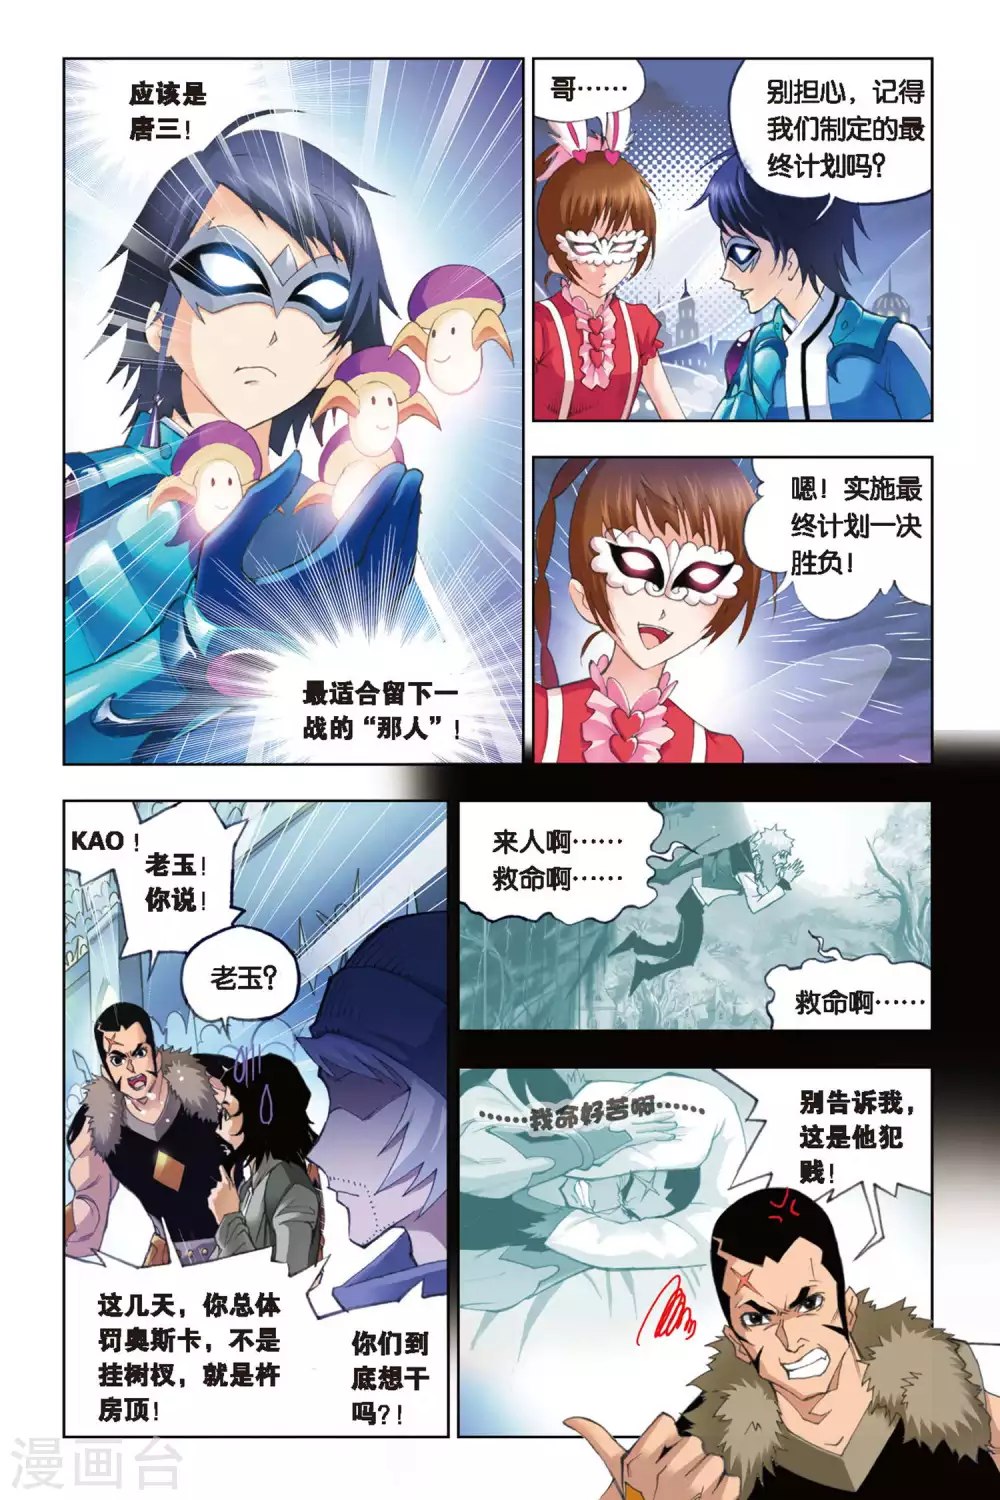 应该是
唐三！
最适合留下一
战的“那人”！
哥……
别担心，记得
我们制定的最
终计划吗？
嗯！实施最
终计划一决
胜负！
KAO！
老玉！
你说！
老玉？
这几天，你总体
罚奥斯卡，不是
挂树杈，就是杵
房顶！
你们到
底想干
吗？！
来人啊……
救命啊……
救命啊……
……我命好苦啊……
别告诉我，
这是他犯
贱！
漫画台